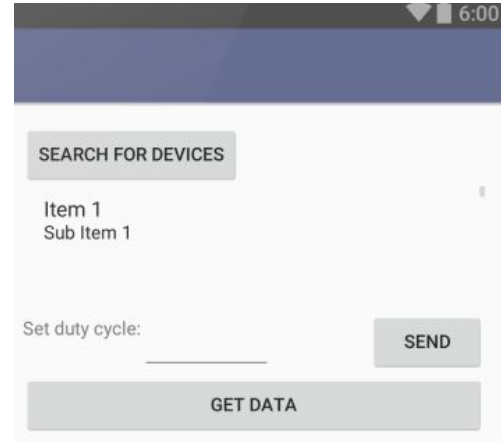 6:00
SEARCH FOR DEVICES
Item 1
Sub Item 1
Set duty cycle:
SEND
GET DATA